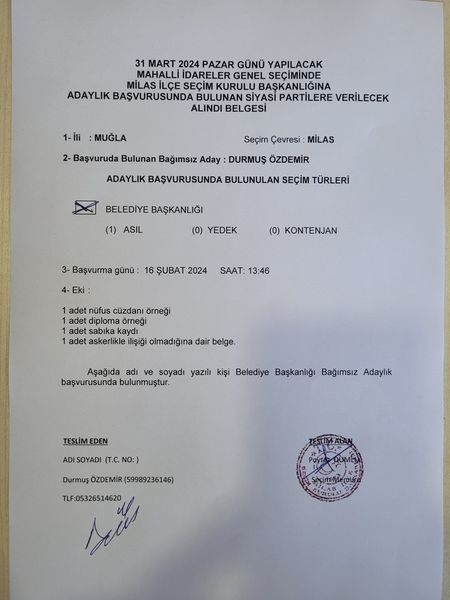 31 MART 2024 PAZAR GÜNÜ YAPILACAK
MAHALLİ İDARELER GENEL SEÇİMİNDE
MİLAS İLÇE SEÇİM KURULU BAŞKANLIĞINA
ADAYLIK BAŞVURUSUNDA BULUNAN SİYASİ PARTİLERE VERİLECEK
ALINDI BELGESİ
1- İli : MUĞLA Seçim Çevresi : MİLAS
2- Başvuruda Bulunan Bağımsız Aday : DURMUŞ ÖZDEMİR
ADAYLIK BAŞVURUSUNDA BULUNULAN SEÇİM TÜRLERİ
BELEDİYE BAŞKANLIĞI
(1) ASIL (0) YEDEK (0) KONTENJAN
3- Başvurma günü : 16 ŞUBAT 2024 SAAT: 13:46
4- Eki :
1 adet nüfus cüzdanı örneği
1 adet diploma örneği
1 adet sabıka kaydı
1 adet askerlikle ilişiği olmadığına dair belge.
Aşağıda adı ve soyadı yazılı kişi Belediye Başkanlığı Bağımsız Adaylık
başvurusunda bulunmuştur.
TESLİM EDEN TESLİM ALAN
ADI SOYADI (T.C. NO: )
Durmuş ÖZDEMİR (59989236146) Seçim Memuru
TLF:05326514620